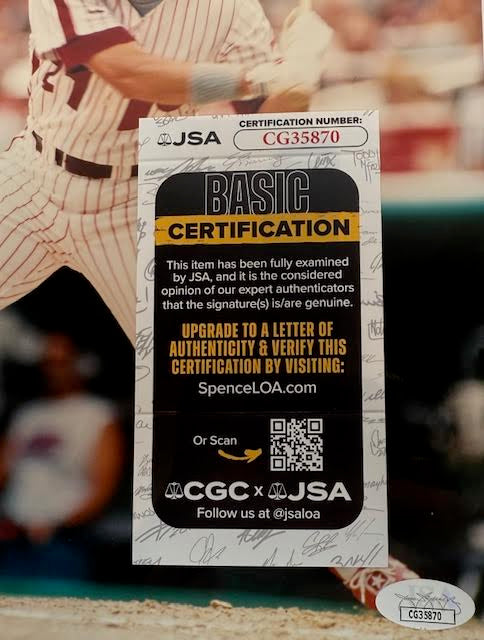 JSA
CERTIFICATION NUMBER:
CG35870
BASIC
CERTIFICATION
This item has been fully examined
by JSA, and it is the considered
opinion of our expert authenticators
that the signature(s) is/are genuine.
UPGRADE TO A LETTER OF
AUTHENTICITY & VERIFY THIS
CERTIFICATION BY VISITING:
SpenceLOA.com
Or Scan
CGC x JSA
Follow us at @jsaloa
CG35870